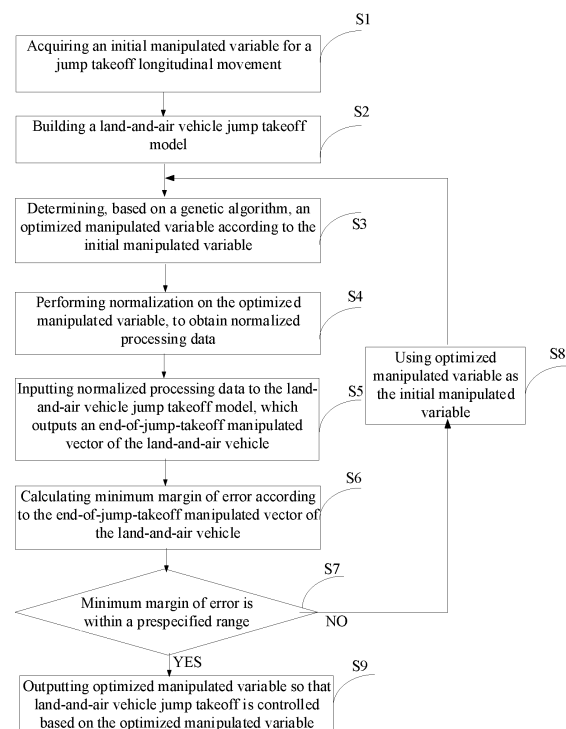 S1
Acquiring an initial manipulated variable for a
jump takeoff longitudinal movement
S2
Building a land-and-air vehicle jump takeoff
model
Determining, based on a genetic algorithm, an
optimized manipulated variable according to the
initial manipulated variable
S3
S4
Performing normalization on the optimized
manipulated variable, to obtain normalized
processing data
S8
Using optimized
manipulated variable as
the initial manipulated
variable
S5
Inputting normalized processing data to the land-
and-air vehicle jump takeoff model, which
outputs an end-of-jump-takeoff manipulated
vector of the land-and-air vehicle
S6
Calculating minimum margin of error according
to the end-of-jump-takeoff manipulated vector of
the land-and-air vehicle
S7
Minimum margin of error is
within a prespecified range
NO
YES
S9
Outputting optimized manipulated variable so that
land-and-air vehicle jump takeoff is controlled
based on the optimized manipulated variable